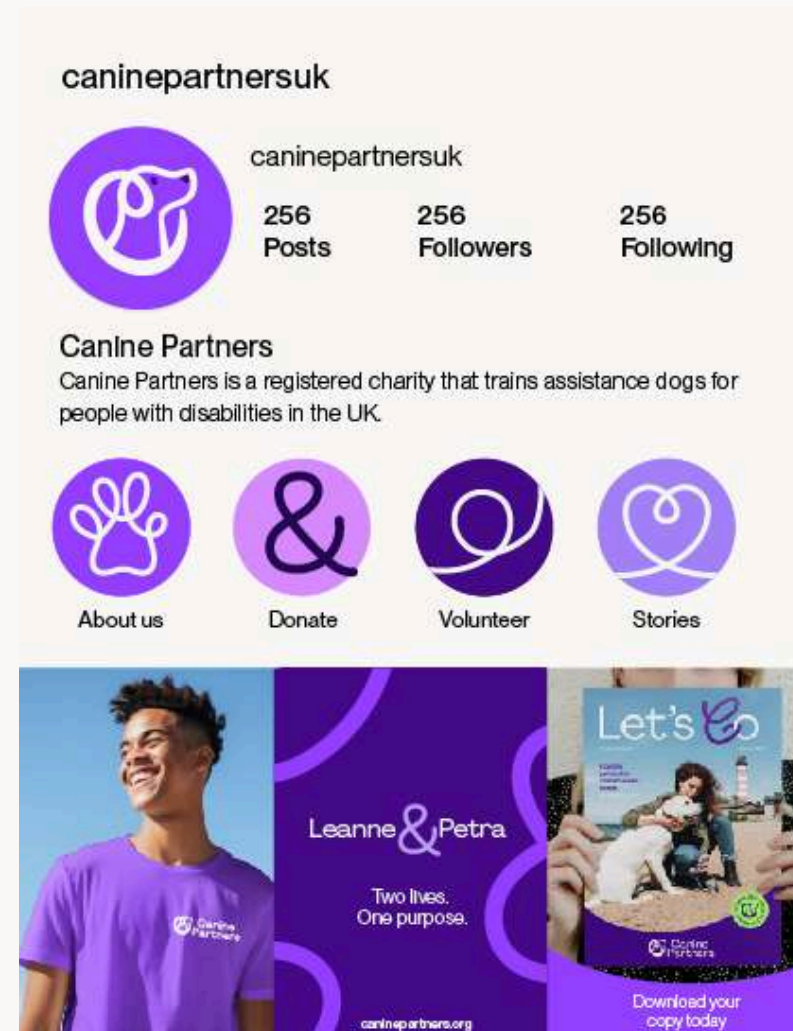 caninepartnersuk
caninepartnersuk
256
Posts
256
Followers
256
Following
Canine Partners
Canine Partners is a registered charity that trains assistance dogs for
people with disabilities in the UK.
About us
Donate
Volunteer
Stories
Canine
Partners
Leanne & Petra
Two lives.
One purpose.
caninepartners.org
Let's Go
Canine
Partners
Download your
copy today